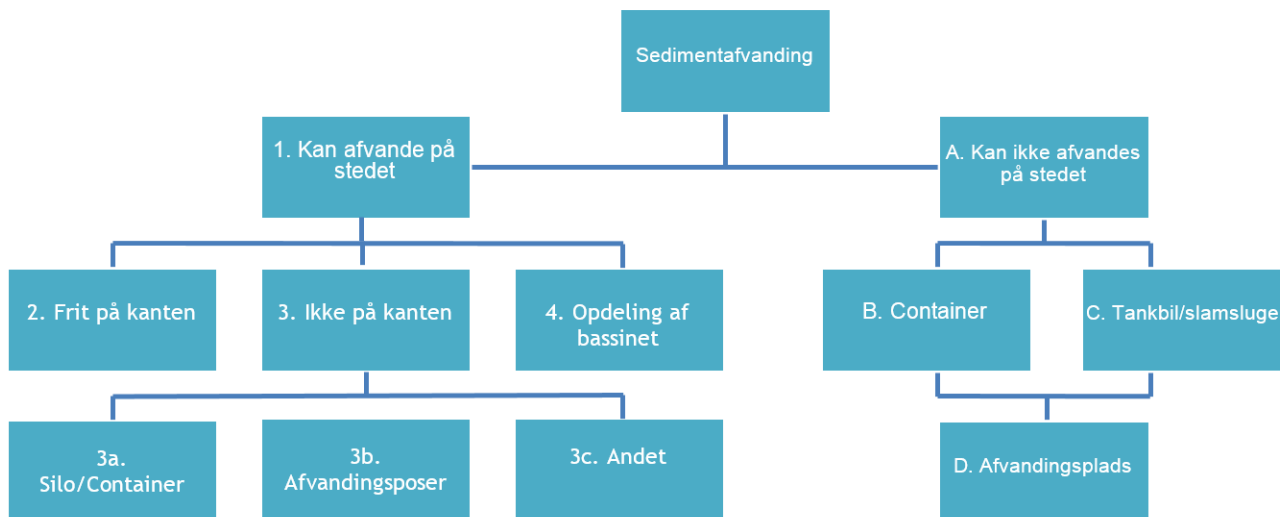 Sedimentafvanding
1. Kan afvande på
stedet
A. Kan ikke afvandes
på stedet
2. Frit på kanten
3. Ikke på kanten
4. Opdeling af
bassinet
B. Container
C. Tankbil/slamsluger
3a.
Silo/Container
3b.
Afvandingsposer
3c. Andet
D. Afvandingsplads